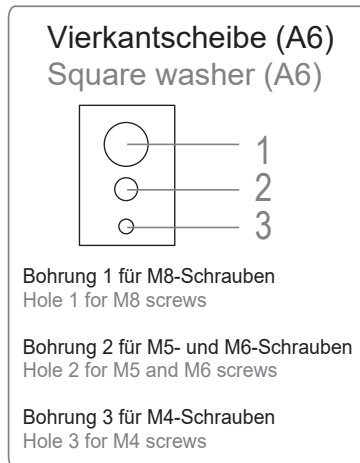 Vierkantscheibe (A6)
Square washer (A6)
1
2
3
Bohrung 1 für M8-Schrauben
Hole 1 for M8 screws
Bohrung 2 für M5- und M6-Schrauben
Hole 2 for M5 and M6 screws
Bohrung 3 für M4-Schrauben
Hole 3 for M4 screws